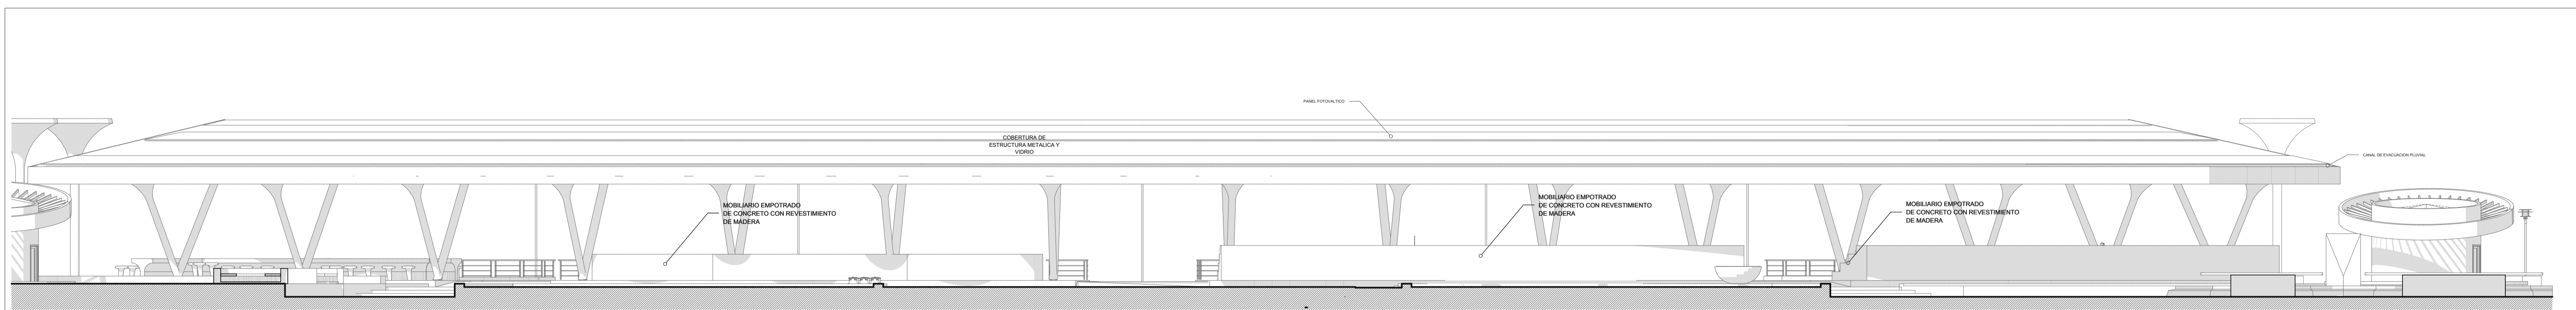 PANEL FOTOVALTICO
COBERTURA DE
ESTRUCTURA METALICA Y
VIDRIO
CANAL DE EVACUACION PLUVIAL
MOBILIARIO EMPOTRADO
DE CONCRETO CON REVESTIMIENTO
DE MADERA
MOBILIARIO EMPOTRADO
DE CONCRETO CON REVESTIMIENTO
DE MADERA
MOBILIARIO EMPOTRADO
DE CONCRETO CON REVESTIMIENTO
DE MADERA